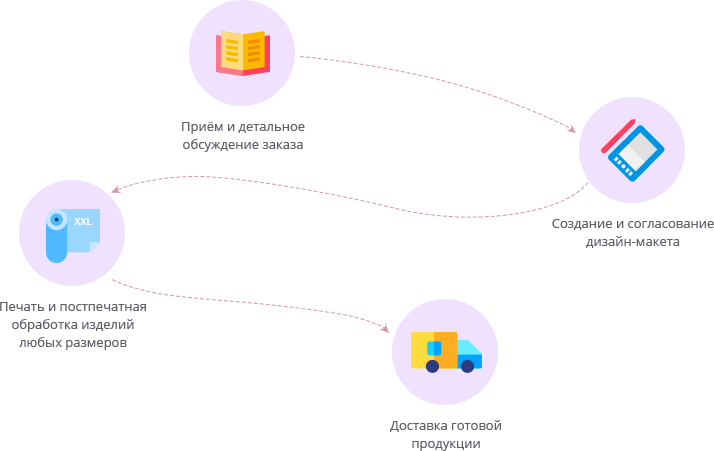 Приём и детальное
обсуждение заказа
Создание и согласование
дизайн-макета
XXL
Печать и постпечатная
обработка изделий
любых размеров
Доставка готовой
продукции